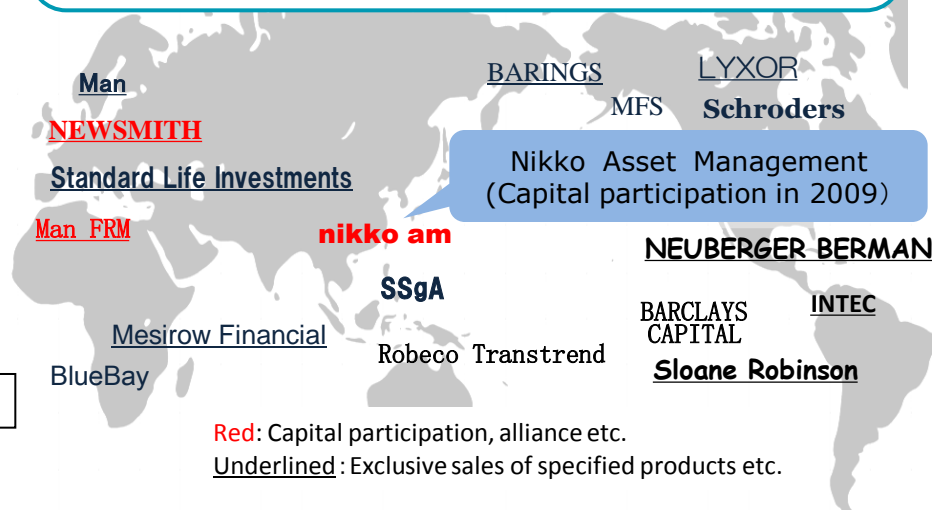 Man
BARINGS
LYXOR
MFS
Schroders
NEWSMITH
Standard Life Investments
Nikko Asset Management
(Capital participation in 2009）
Man FRM
nikko am
NEUBERGER BERMAN
SSgA
BARCLAYS
CAPITAL
INTEC
Mesirow Financial
Robeco Transtrend
Sloane Robinson
BlueBay
Red: Capital participation, alliance etc.
Underlined : Exclusive sales of specified products etc.